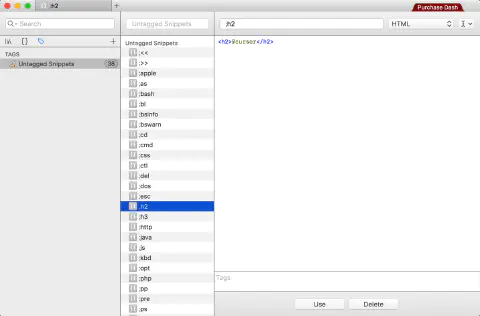 :h2
Purchase Dash
Search
Untagged Snippets
:h2
HTML
TAGS
Untagged Snippets
38
Untagged Snippets
:<<
:>>
:apple
:as
:bash
:bl
:bsinfo
:bswarn
:cd
:cmd
:css
:ctl
:del
:dos
:esc
:h2
:h3
:http
:java
:js
:kbd
:opt
:php
:pp
:pre
:ps
<h2>@cursor</h2>
Tags
Use
Delete